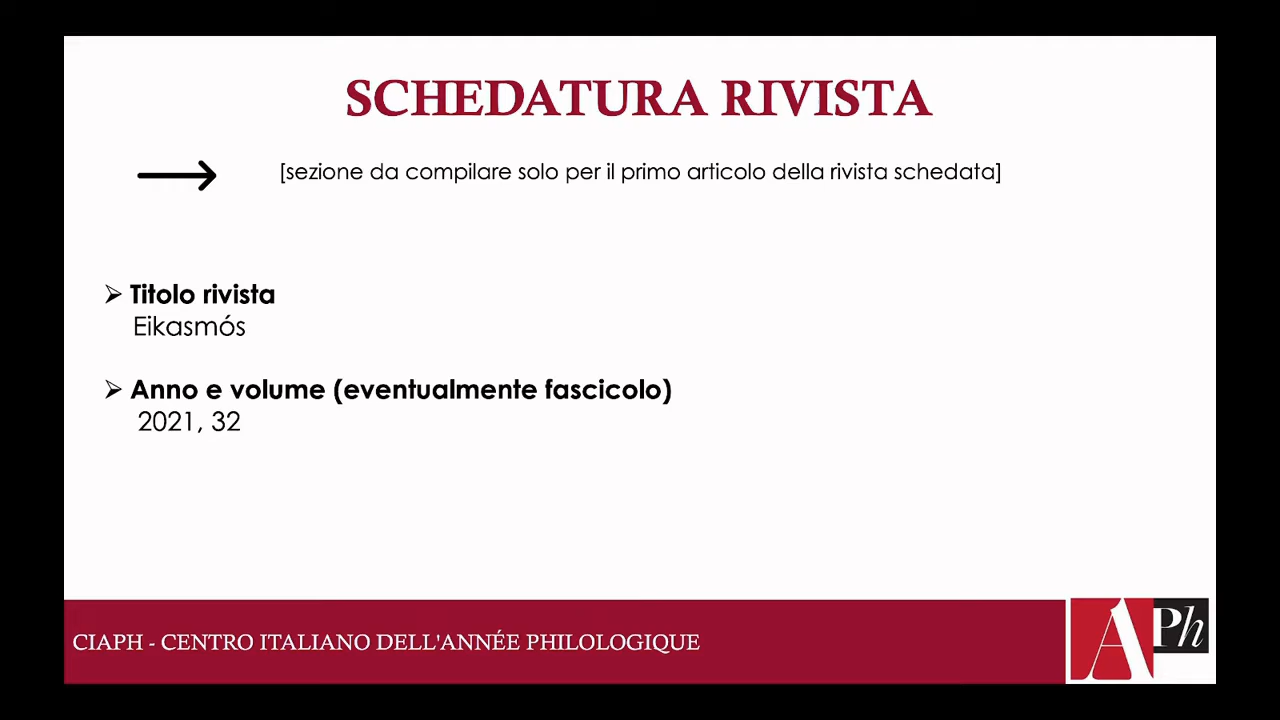 SCHEDATURA RIVISTA
[sezione da compilare solo per il primo articolo della rivista schedata]
Titolo rivista
Eikasmós
Anno e volume (eventualmente fascicolo)
2021, 32
CIAPH - CENTRO ITALIANO DELL'ANNÉE PHILOLOGIQUE
APh